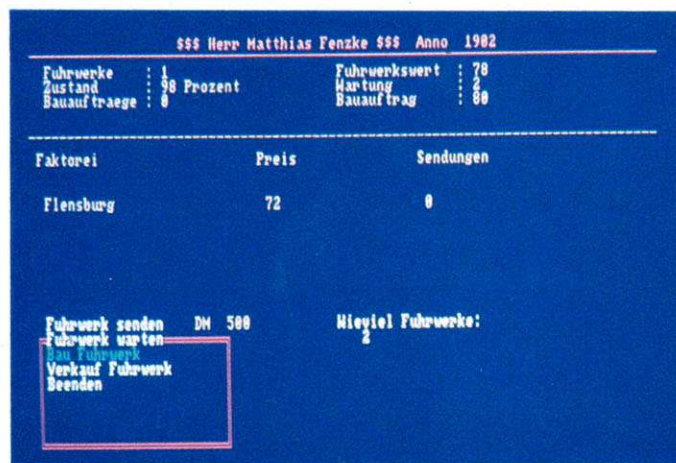 $$$ Herr Matthias Fenzke $$$ Anno 1902
Fuhrwerke : 1 Fuhrwerkswert : 78
Zustand : 98 Prozent Wartung : 2
Bauauftraege : 0 Bauauftrag : 80
Faktorei Preis Sendungen
Flensburg 72 0
Fuhrwerk senden DM 500 Wieviel Fuhrwerke:
Fuhrwerk warten 2
Bau Fuhrwerk
Verkauf Fuhrwerk
Beenden